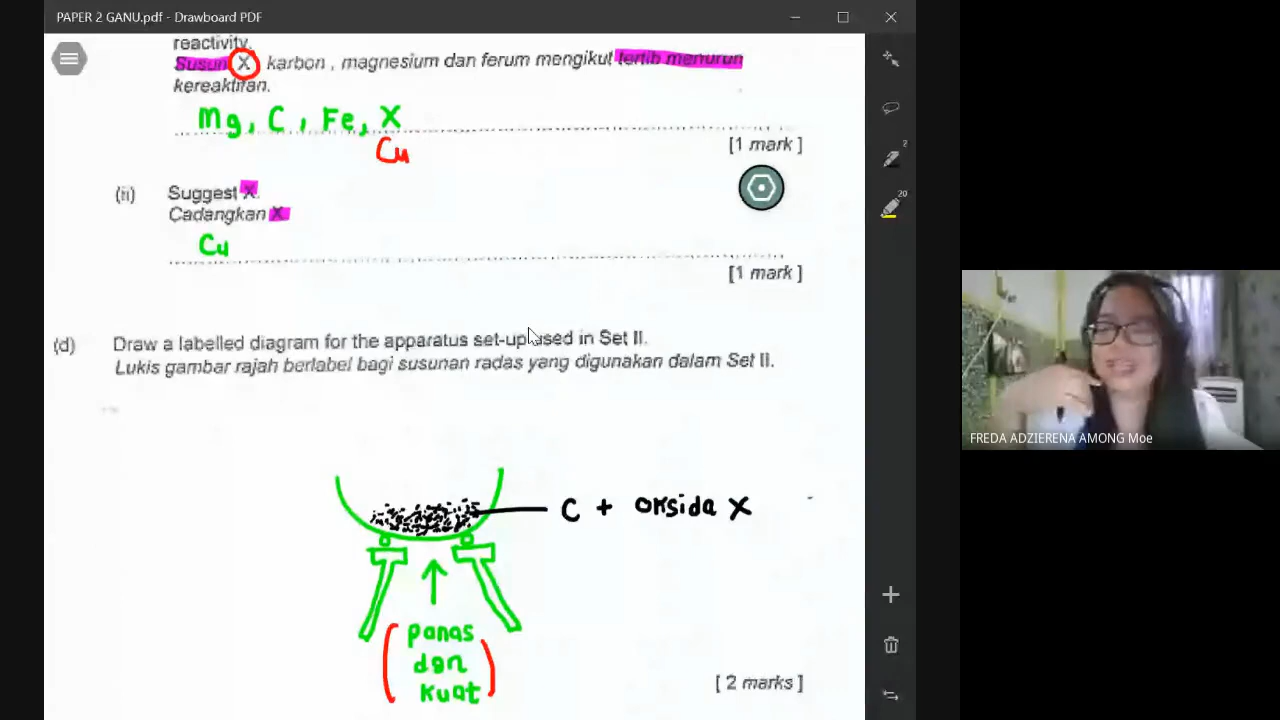 PAPER 2 GANU.pdf - Drawboard PDF
reactivity.
Susun X karbon , magnesium dan ferum mengikut tertib menurun
kereaktifan.
Mg, C, Fe, X
Cu
[1 mark ]
(ii) Suggest X.
Cadangkan X
Cu
[1 mark ]
(d) Draw a labelled diagram for the apparatus set-up used in Set II.
Lukis gambar rajah berlabel bagi susunan radas yang digunakan dalam Set II.
C + oksida X
(panas
dan
kuat)
[ 2 marks ]
2
20
FREDA ADZIERENA AMONG Moe